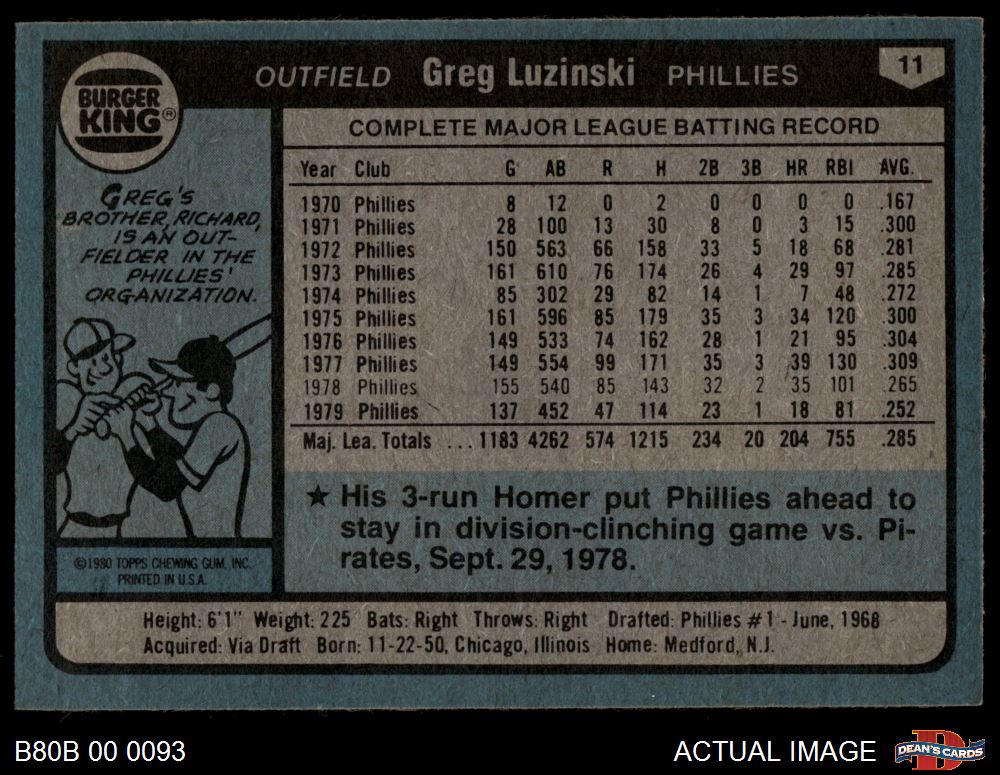 BURGER
KING®
OUTFIELD Greg Luzinski PHILLIES
11
GREG'S
BROTHER, RICHARD,
IS AN OUT-
FIELDER IN THE
PHILLIES'
ORGANIZATION.
©1980 TOPPS CHEWING GUM, INC.
PRINTED IN U.S.A.
COMPLETE MAJOR LEAGUE BATTING RECORD
Year Club G AB R H 2B 3B HR RBI AVG.
1970 Phillies 8 12 0 2 0 0 0 0 .167
1971 Phillies 28 100 13 30 8 0 3 15 .300
1972 Phillies 150 563 66 158 33 5 18 68 .281
1973 Phillies 161 610 76 174 26 4 29 97 .285
1974 Phillies 85 302 29 82 14 1 7 48 .272
1975 Phillies 161 596 85 179 35 3 34 120 .300
1976 Phillies 149 533 74 162 28 1 21 95 .304
1977 Phillies 149 554 99 171 35 3 39 130 .309
1978 Phillies 155 540 85 143 32 2 35 101 .265
1979 Phillies 137 452 47 114 23 1 18 81 .252
Maj. Lea. Totals ...1183 4262 574 1215 234 20 204 755 .285
★ His 3-run Homer put Phillies ahead to
stay in division-clinching game vs. Pi-
rates, Sept. 29, 1978.
Height: 6'1" Weight: 225 Bats: Right Throws: Right Drafted: Phillies #1 - June, 1968
Acquired: Via Draft Born: 11-22-50, Chicago, Illinois Home: Medford, N.J.
B80B 00 0093
ACTUAL IMAGE
D
DEAN'S CARDS